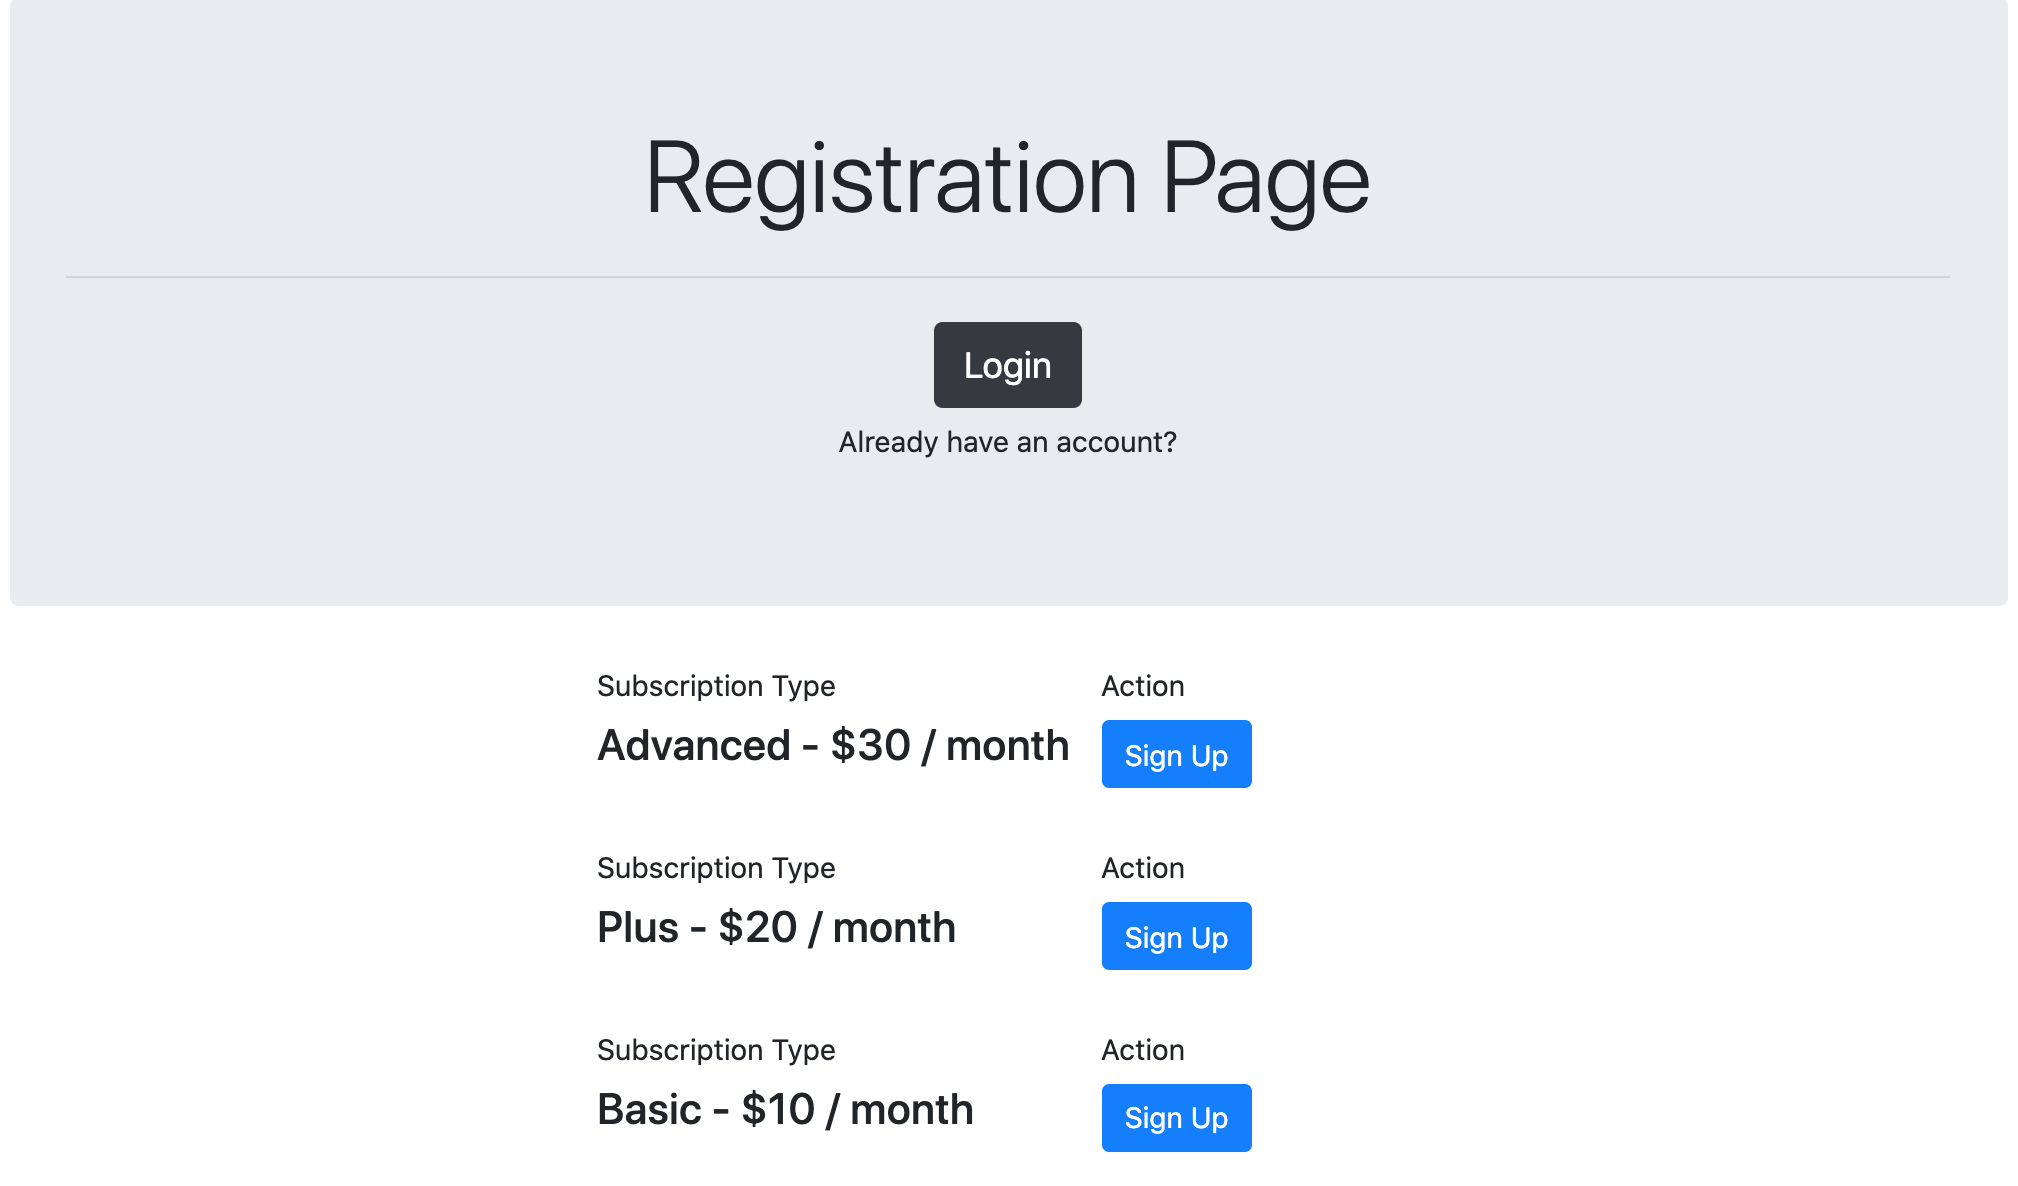 Registration Page
Login
Already have an account?
Subscription Type Action
Advanced - $30 / month Sign Up
Subscription Type Action
Plus - $20 / month Sign Up
Subscription Type Action
Basic - $10 / month Sign Up